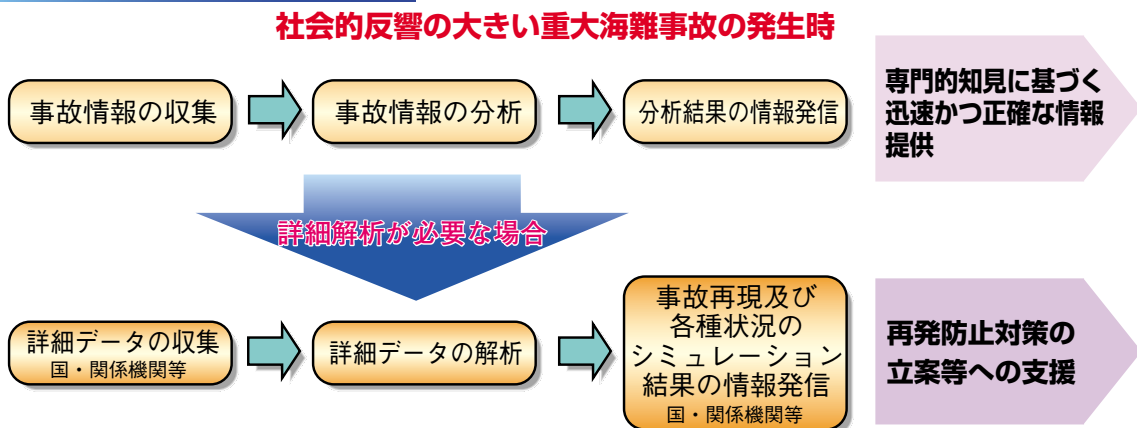 社会的反響の大きい重大海難事故の発生時
事故情報の収集
事故情報の分析
分析結果の情報発信
専門的知見に基づく
迅速かつ正確な情報
提供
詳細解析が必要な場合
詳細データの収集
国・関係機関等
詳細データの解析
事故再現及び
各種状況の
シミュレーション
結果の情報発信
国・関係機関等
再発防止対策の
立案等への支援